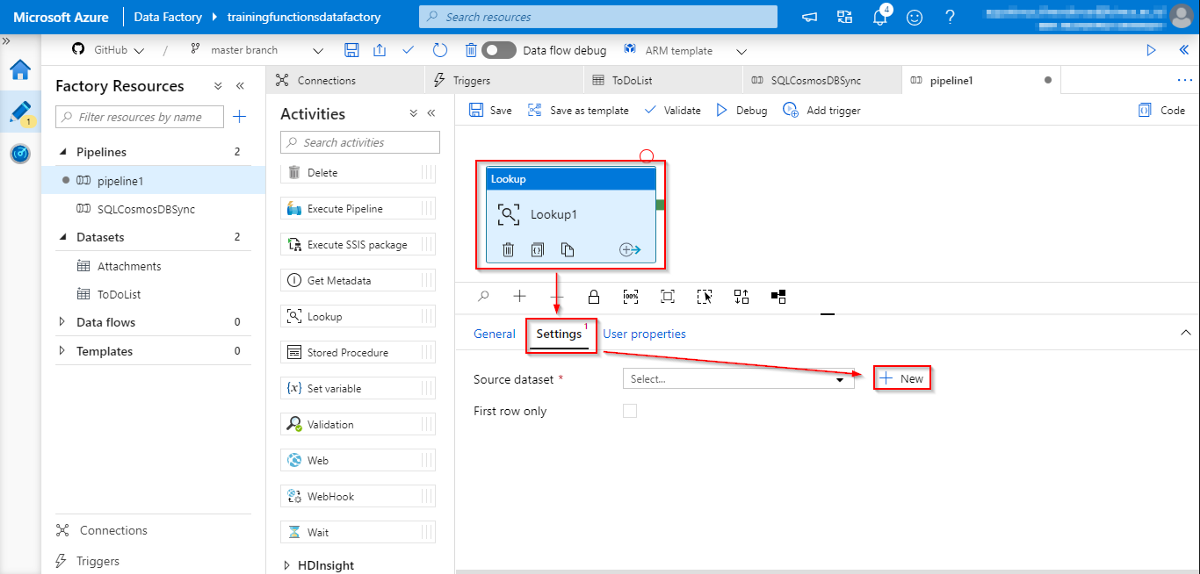 Microsoft Azure Data Factory trainingfunctionsdatafactory Search resources 4 ?
GitHub / master branch Data flow debug ARM template
Factory Resources
Filter resources by name
1
Pipelines 2
pipeline1
SQLCosmosDBSync
Datasets 2
Attachments
ToDoList
Data flows 0
Templates 0
Connections
Triggers
Connections Triggers ToDoList SQLCosmosDBSync pipeline1
Activities
Search activities
Delete
Execute Pipeline
Execute SSIS package
Get Metadata
Lookup
Stored Procedure
Set variable
Validation
Web
WebHook
Wait
HDInsight
Save Save as template Validate Debug Add trigger Code
Lookup
Lookup1
100%
General Settings 1 User properties
Source dataset * Select... New
First row only